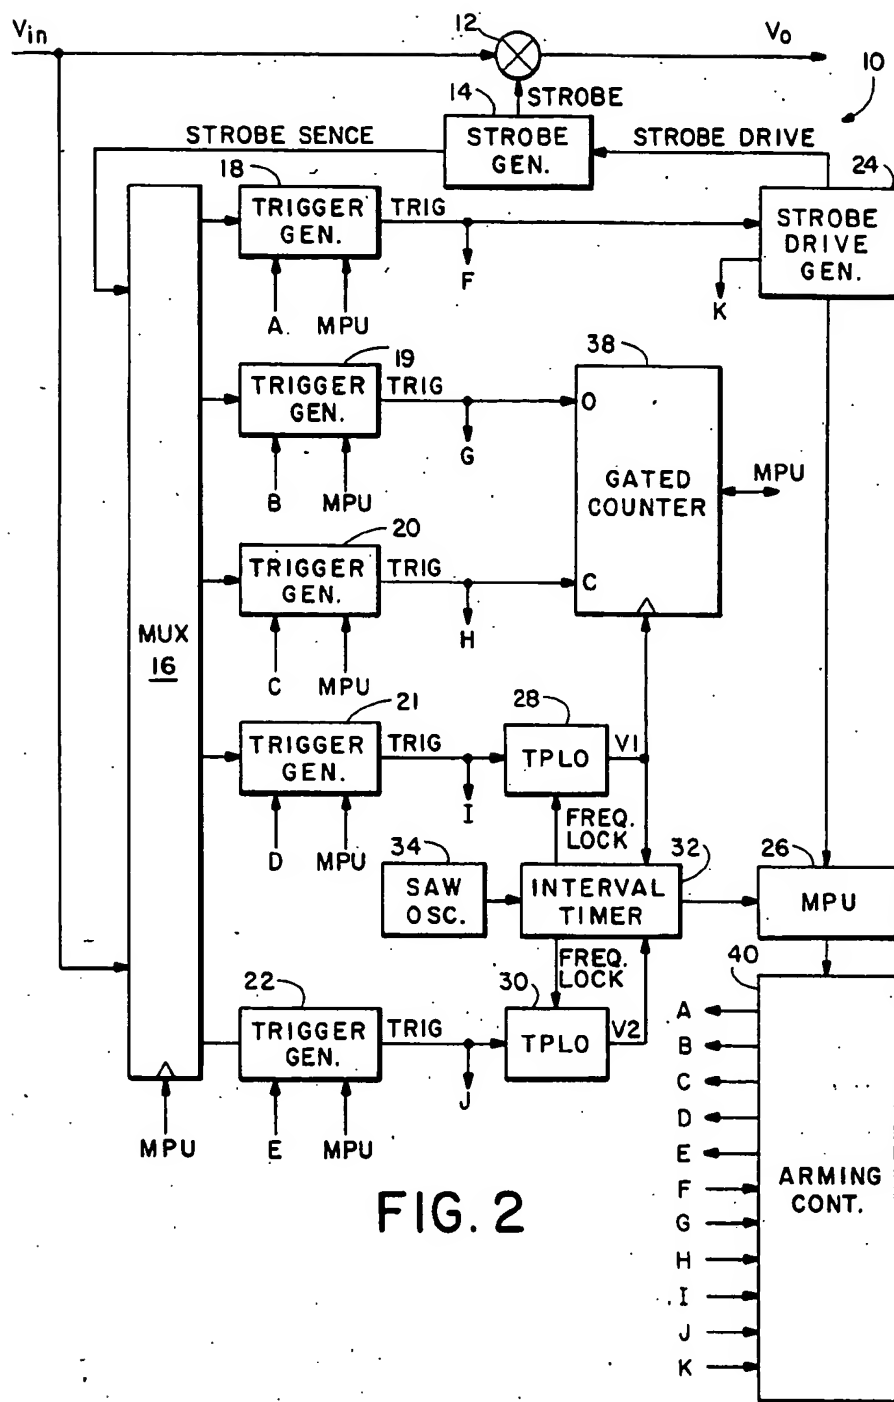 Vin
12
Vo
10
STROBE
14
STROBE SENCE
STROBE
GEN.
STROBE DRIVE
24
STROBE
DRIVE
GEN.
K
18
TRIGGER
GEN.
TRIG
F
A
MPU
19
TRIGGER
GEN.
TRIG
G
B
MPU
38
O
GATED
COUNTER
C
MPU
20
TRIGGER
GEN.
TRIG
H
C
MPU
MUX
16
21
TRIGGER
GEN.
TRIG
I
D
MPU
28
TPLO
V1
FREQ.
LOCK
34
SAW
OSC.
32
INTERVAL
TIMER
26
MPU
FREQ.
LOCK
22
TRIGGER
GEN.
TRIG
J
E
MPU
30
TPLO
V2
MPU
40
A
B
C
D
E
F
G
H
I
J
K
ARMING
CONT.
FIG. 2